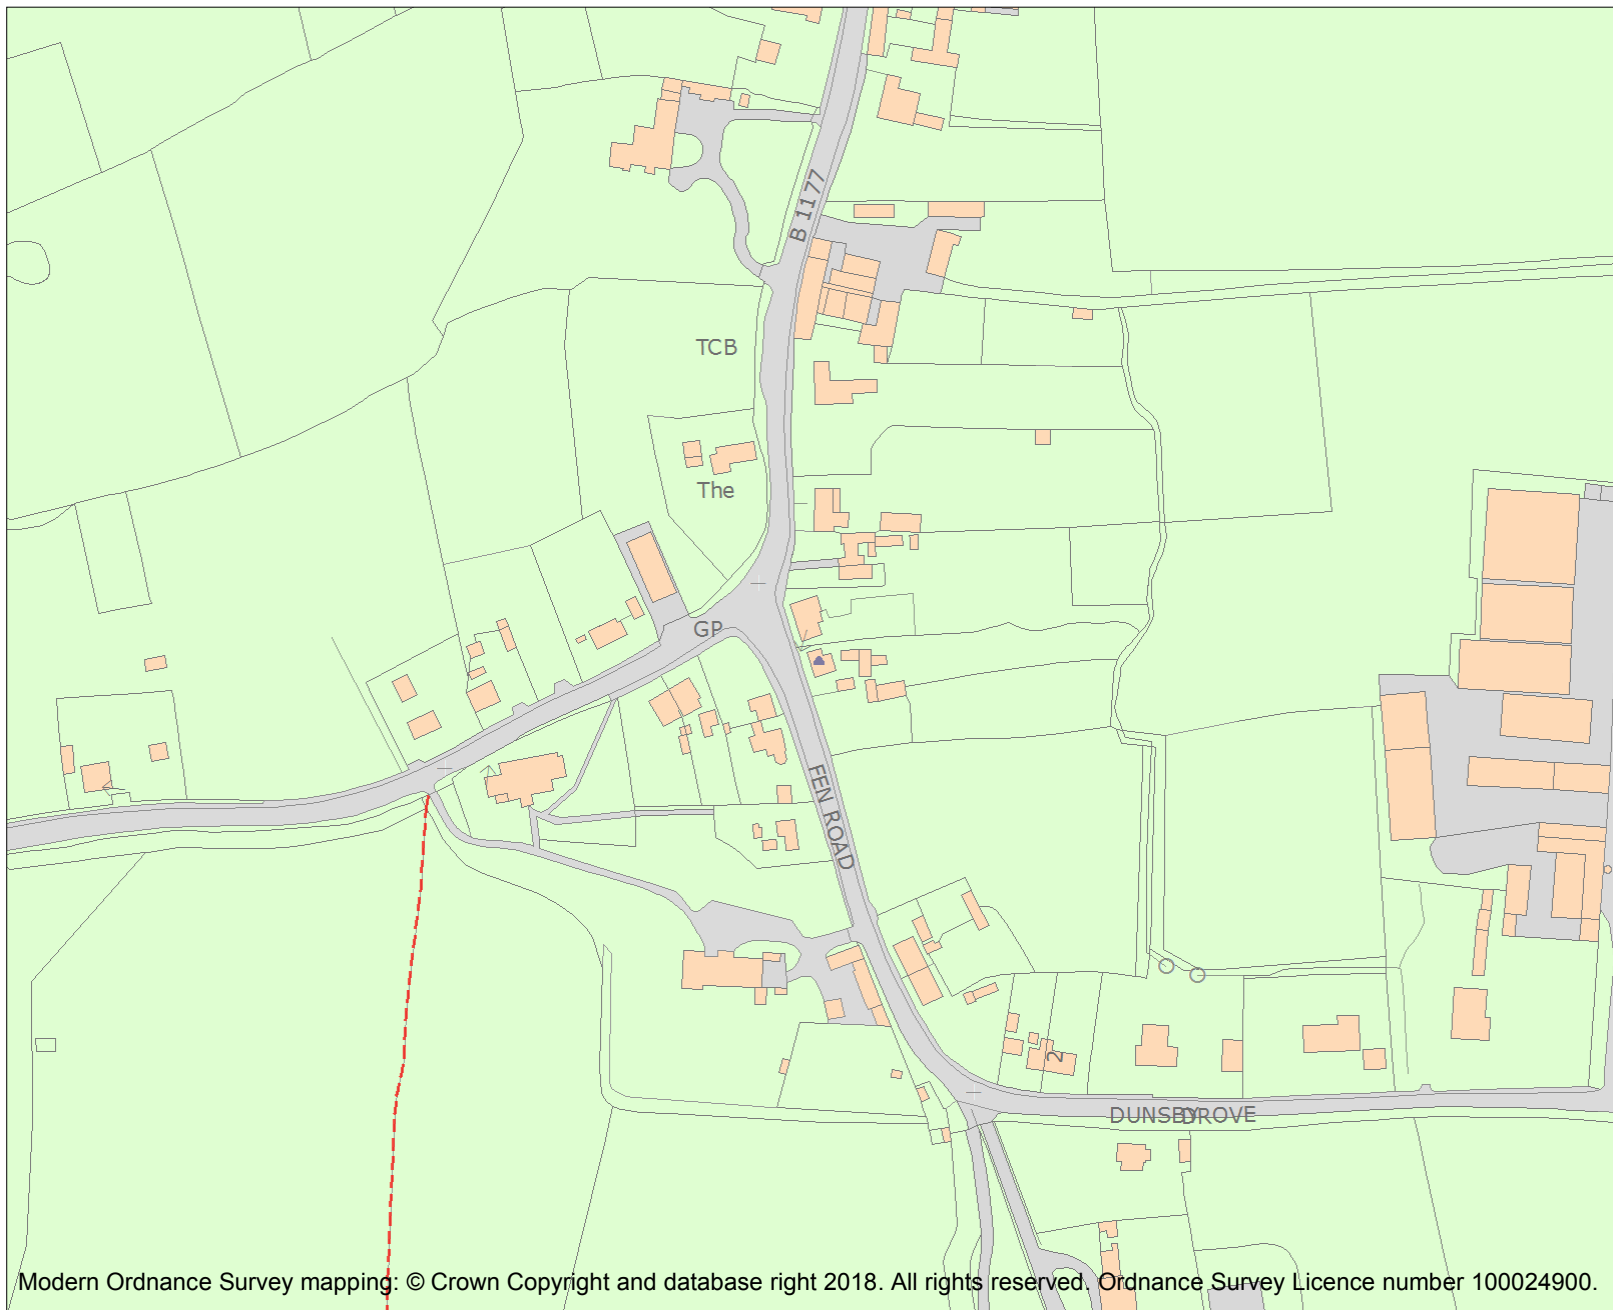 B 1177
TCB
The
GP
FEN ROAD
2
DUNSBY DROVE
Modern Ordnance Survey mapping: © Crown Copyright and database right 2018. All rights reserved. Ordnance Survey Licence number 100024900.